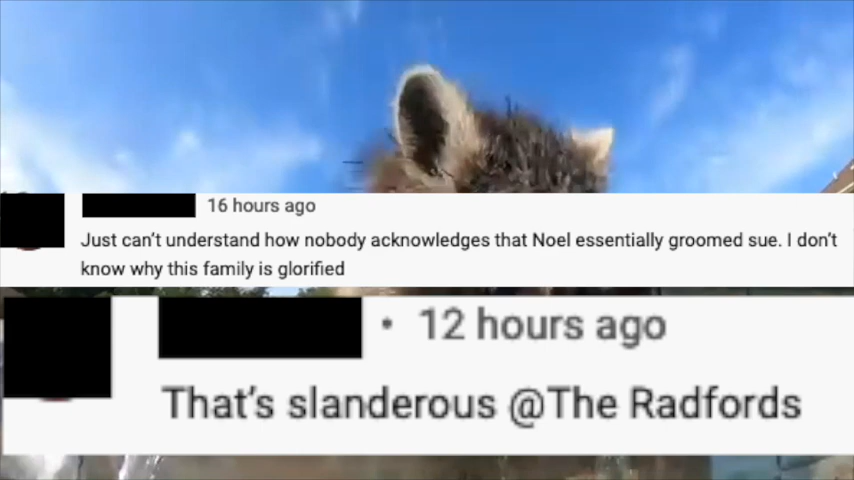 16 hours ago
Just can't understand how nobody acknowledges that Noel essentially groomed sue. I don't
know why this family is glorified
• 12 hours ago
That's slanderous @The Radfords